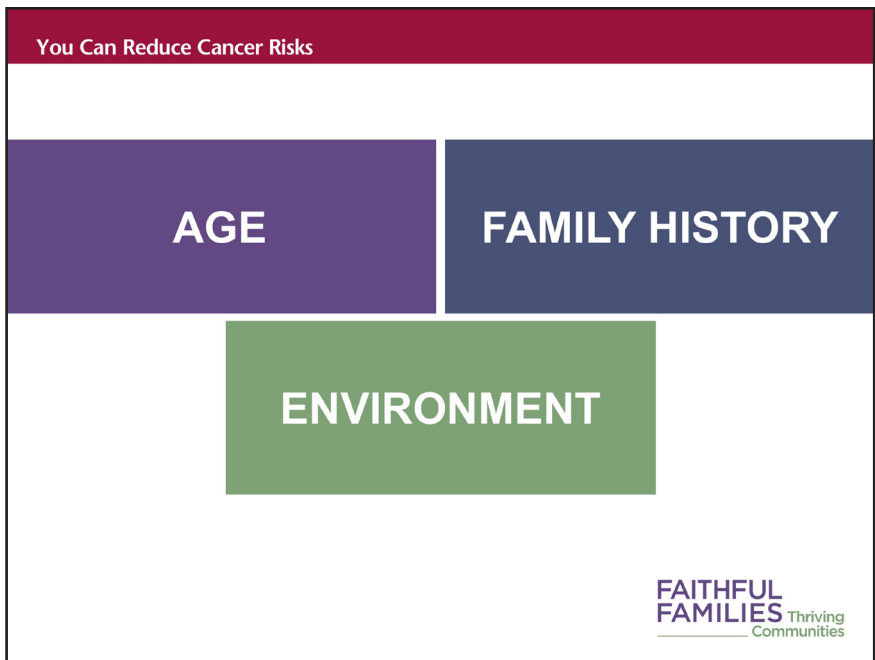 You Can Reduce Cancer Risks
AGE
FAMILY HISTORY
ENVIRONMENT
FAITHFUL
FAMILIES Thriving
Communities